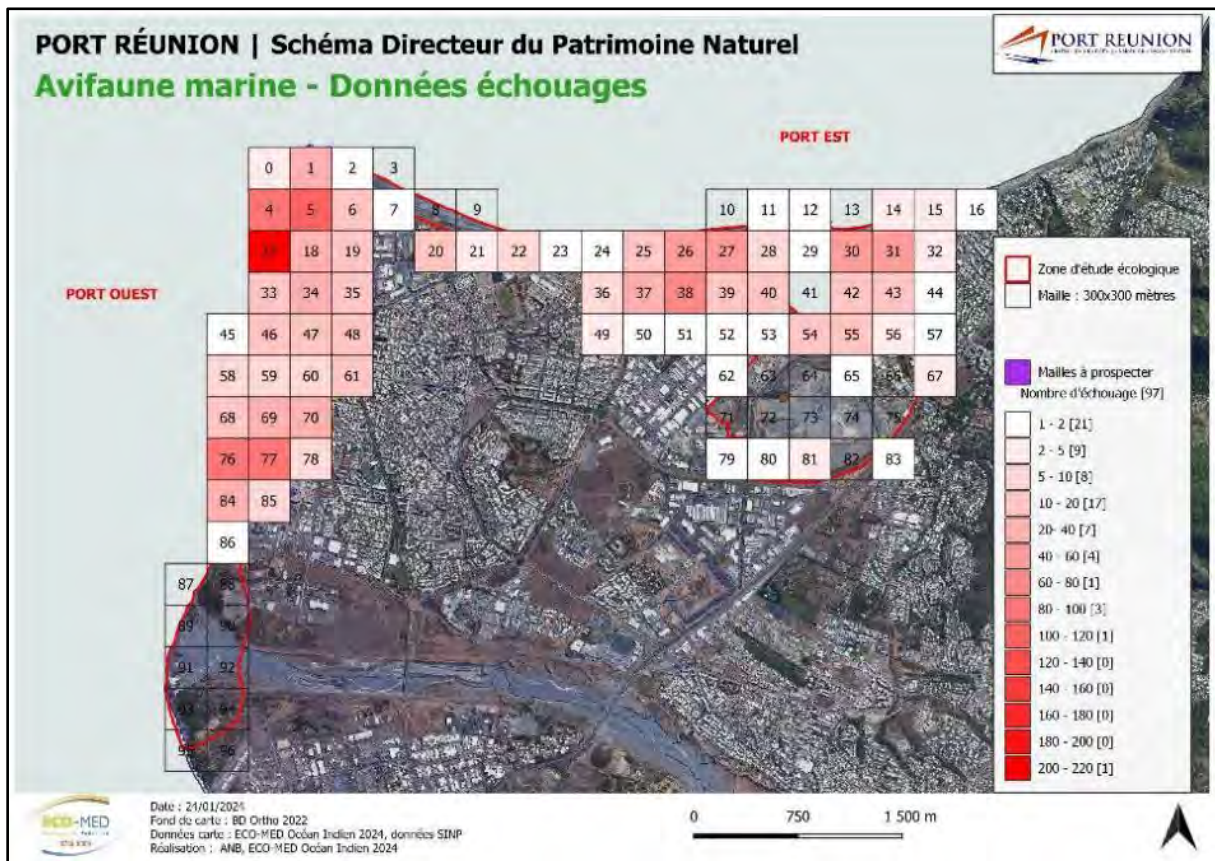 PORT RÉUNION | Schéma Directeur du Patrimoine Naturel
Avifaune marine - Données échouages
PORT REUNION
PORT EST
PORT OUEST
0 1 2 3
4 5 6 7 8 9 10 11 12 13 14 15 16
18 19 20 21 22 23 24 25 26 27 28 29 30 31 32
33 34 35 36 37 38 39 40 41 42 43 44
45 46 47 48 49 50 51 52 53 54 55 56 57
58 59 60 61 62 63 64 65 66 67
68 69 70 71 72 73 74 75
76 77 78 79 80 81 82 83
84 85
86
87 88
89 90
91 92
93 94
95 96
Zone d'étude écologique
Maille : 300x300 mètres
Mailles à prospecter
Nombre d'échouage [97]
1 - 2 [21]
2 - 5 [9]
5 - 10 [8]
10 - 20 [17]
20- 40 [7]
40 - 60 [4]
60 - 80 [1]
80 - 100 [3]
100 - 120 [1]
120 - 140 [0]
140 - 160 [0]
160 - 180 [0]
180 - 200 [0]
200 - 220 [1]
ECO-MED
Date : 24/01/2024
Fond de carte : BD Ortho 2022
Données carte : ECO-MED Océan Indien 2024, données SINP
Réalisation : ANB, ECO-MED Océan Indien 2024
0 750 1 500 m